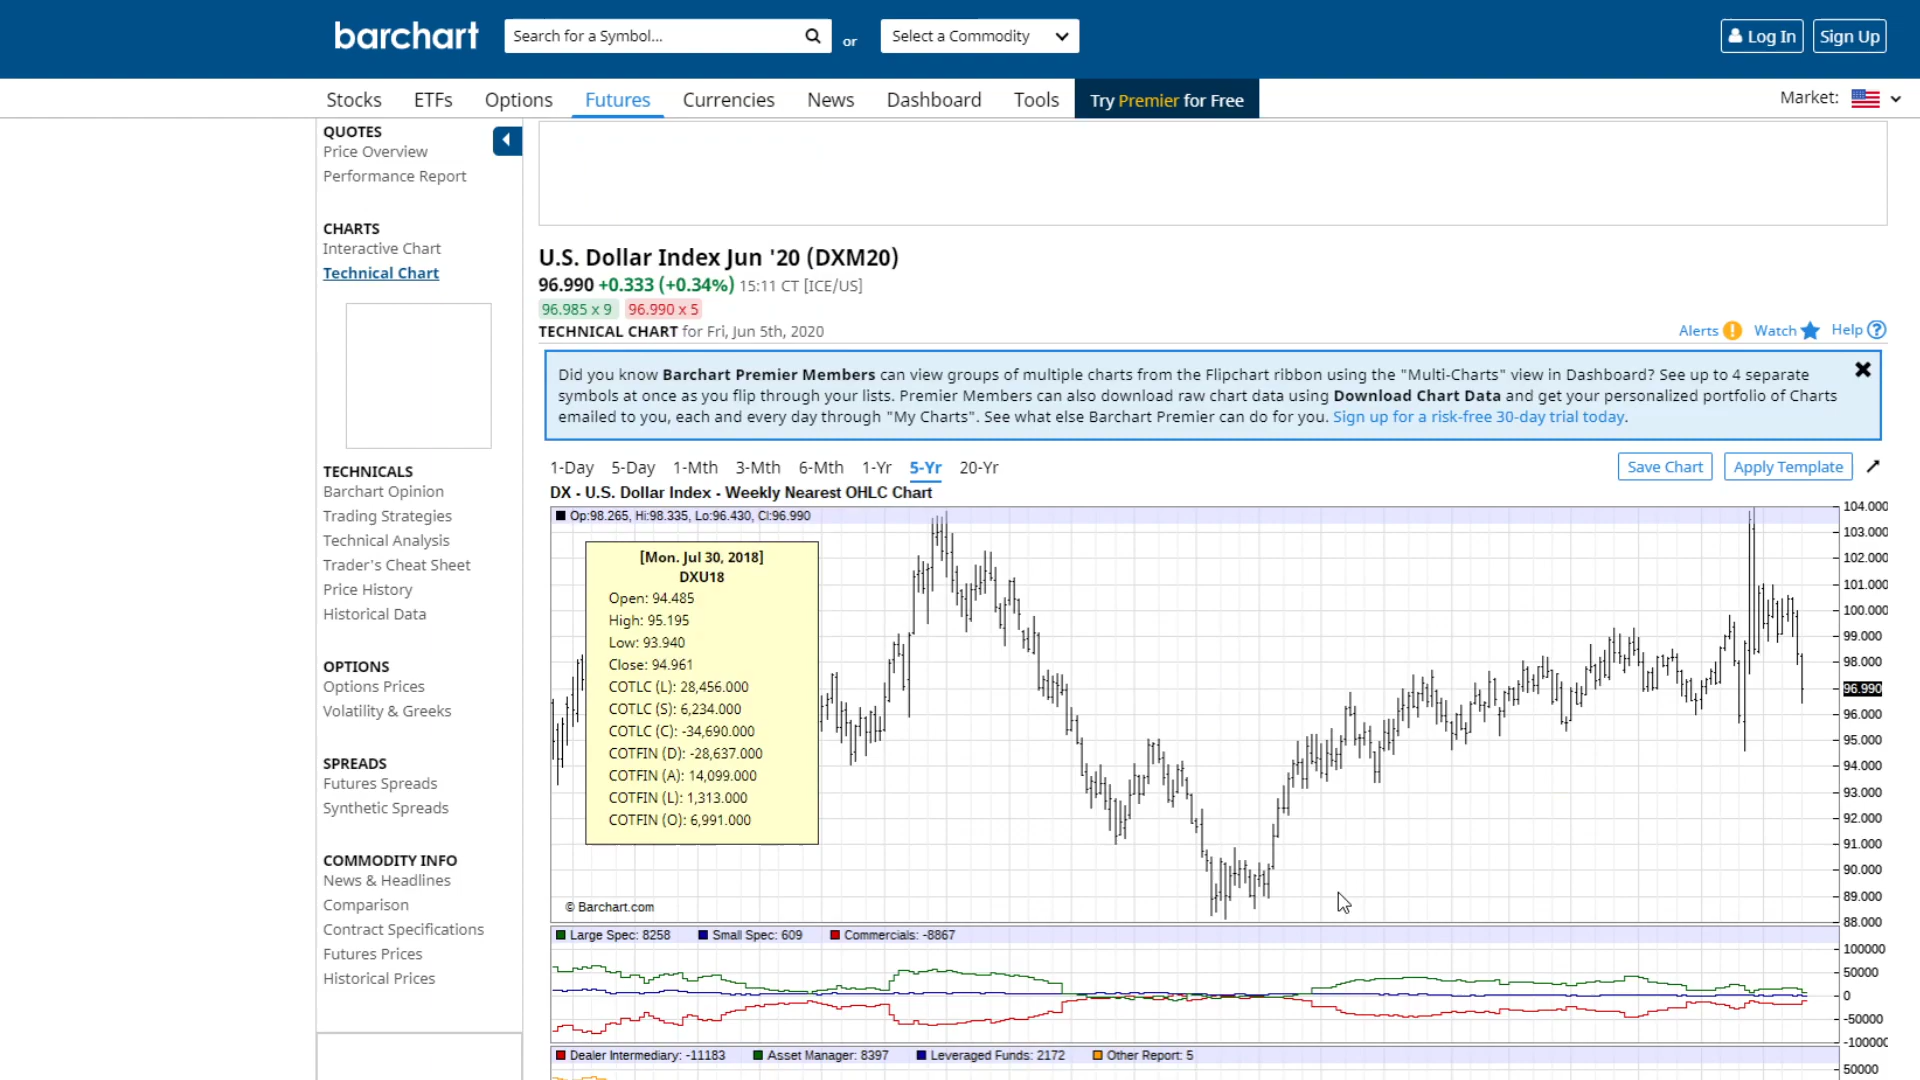 barchart
Search for a Symbol...
or
Select a Commodity
Log In
Sign Up
Stocks
ETFs
Options
Futures
Currencies
News
Dashboard
Tools
Try Premier for Free
Market:
QUOTES
Price Overview
Performance Report
CHARTS
Interactive Chart
Technical Chart
TECHNICALS
Barchart Opinion
Trading Strategies
Technical Analysis
Trader's Cheat Sheet
Price History
Historical Data
OPTIONS
Options Prices
Volatility & Greeks
SPREADS
Futures Spreads
Synthetic Spreads
COMMODITY INFO
News & Headlines
Comparison
Contract Specifications
Futures Prices
Historical Prices
U.S. Dollar Index Jun '20 (DXM20)
96.990 +0.333 (+0.34%) 15:11 CT [ICE/US]
96.985 x 9 96.990 x 5
TECHNICAL CHART for Fri, Jun 5th, 2020
Alerts
Watch
Help
Did you know Barchart Premier Members can view groups of multiple charts from the Flipchart ribbon using the "Multi-Charts" view in Dashboard? See up to 4 separate
symbols at once as you flip through your lists. Premier Members can also download raw chart data using Download Chart Data and get your personalized portfolio of Charts
emailed to you, each and every day through "My Charts". See what else Barchart Premier can do for you. Sign up for a risk-free 30-day trial today.
1-Day 5-Day 1-Mth 3-Mth 6-Mth 1-Yr 5-Yr 20-Yr
Save Chart
Apply Template
DX - U.S. Dollar Index - Weekly Nearest OHLC Chart
Op:98.265, Hi:98.335, Lo:96.430, Cl:96.990
[Mon. Jul 30, 2018]
DXU18
Open: 94.485
High: 95.195
Low: 93.940
Close: 94.961
COTLC (L): 28,456.000
COTLC (S): 6,234.000
COTLC (C): -34,690.000
COTFIN (D): -28,637.000
COTFIN (A): 14,099.000
COTFIN (L): 1,313.000
COTFIN (O): 6,991.000
© Barchart.com
104.000
103.000
102.000
101.000
100.000
99.000
98.000
96.990
96.000
95.000
94.000
93.000
92.000
91.000
90.000
89.000
88.000
Large Spec: 8258 Small Spec: 609 Commercials: -8867
100000
50000
0
-50000
-100000
Dealer Intermediary: -11183 Asset Manager: 8397 Leveraged Funds: 2172 Other Report: 5
50000